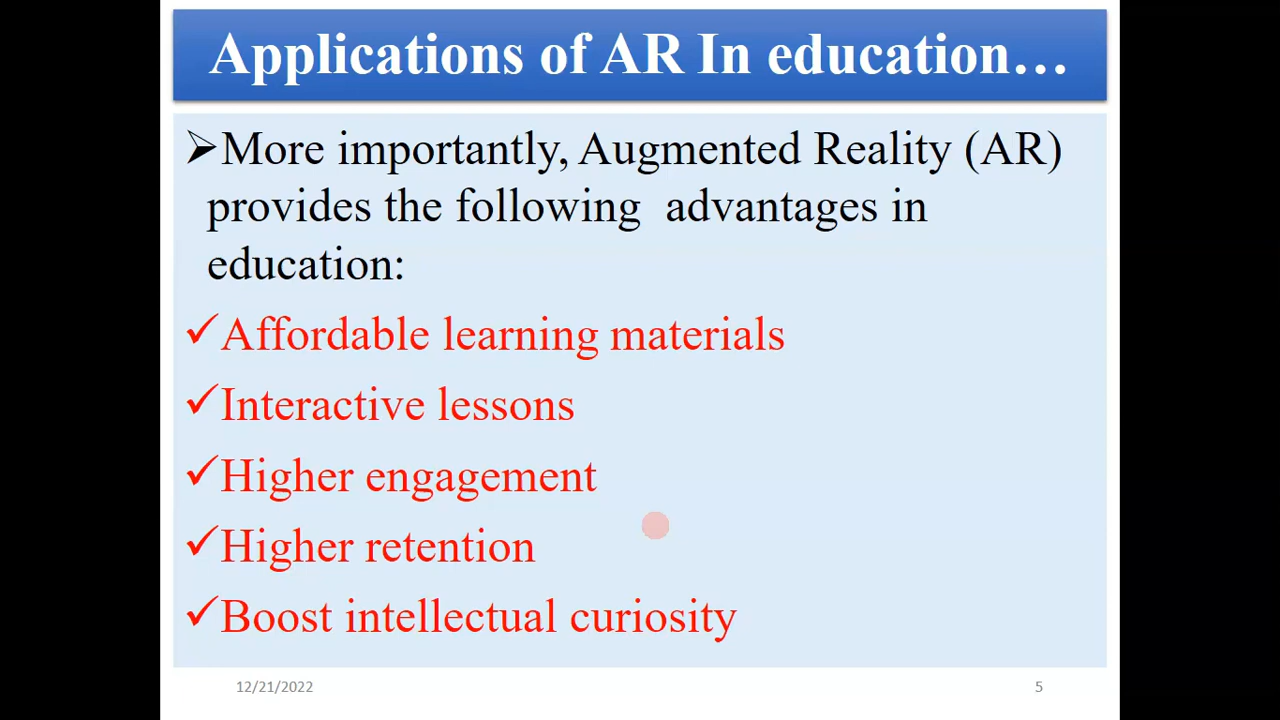 Applications of AR In education…
➢More importantly, Augmented Reality (AR)
provides the following  advantages in
education:
✓Affordable learning materials
✓Interactive lessons
✓Higher engagement
✓Higher retention
✓Boost intellectual curiosity
12/21/2022 5